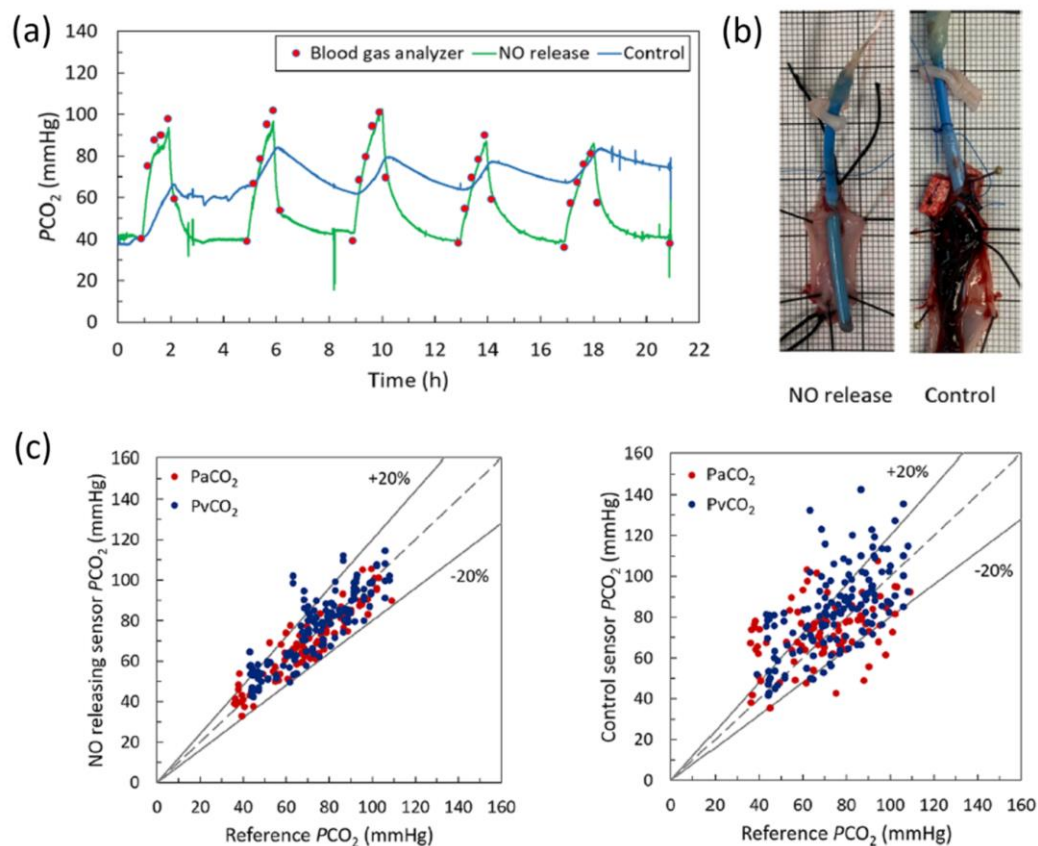 (a)
140
120
100
80
60
40
20
0
PCO₂ (mmHg)
Blood gas analyzer NO release Control
0 2 4 6 8 10 12 14 16 18 20 22
Time (h)
(b)
NO release Control
(c)
160
140
120
100
80
60
40
20
0
NO releasing sensor PCO₂ (mmHg)
PaCO₂
PvCO₂
+20%
-20%
0 20 40 60 80 100 120 140 160
Reference PCO₂ (mmHg)
160
140
120
100
80
60
40
20
0
Control sensor PCO₂ (mmHg)
PaCO₂
PvCO₂
+20%
-20%
0 20 40 60 80 100 120 140 160
Reference PCO₂ (mmHg)